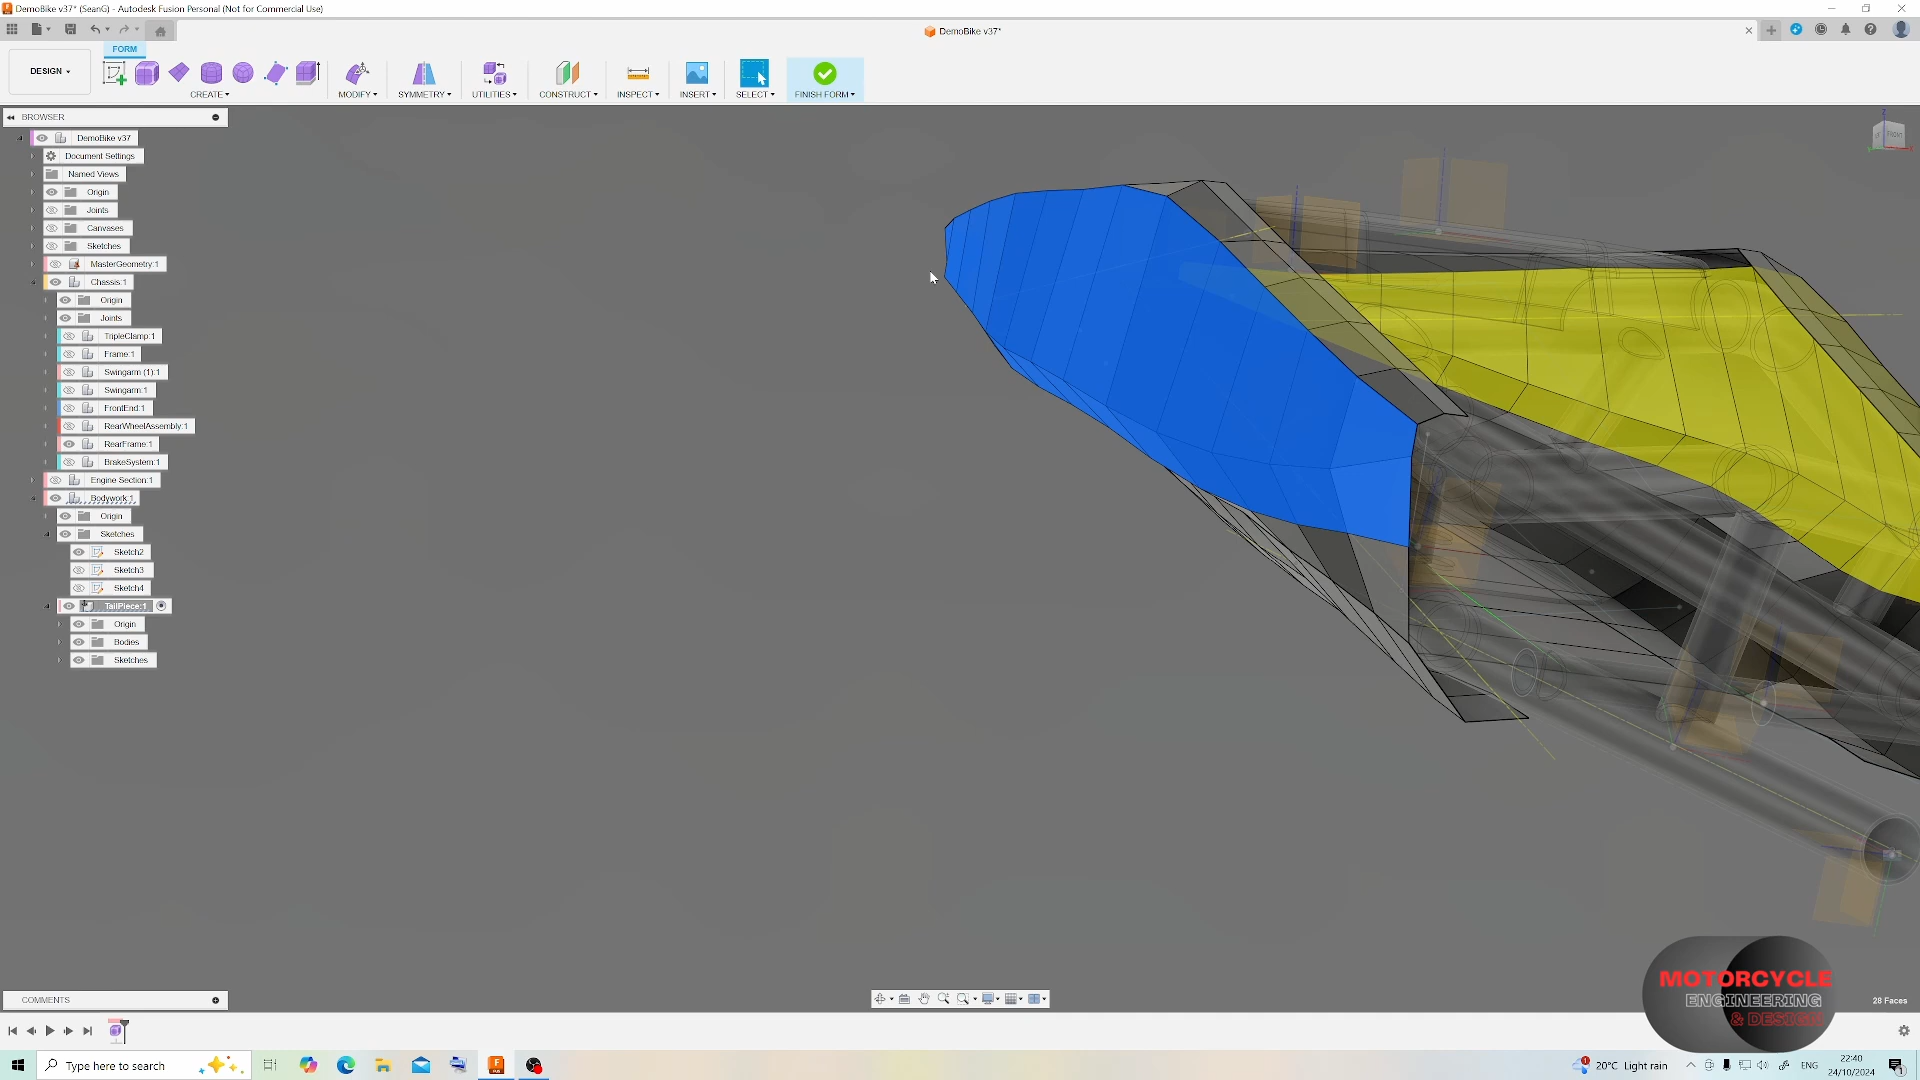 DemoBike v37* (SeanG) - Autodesk Fusion Personal (Not for Commercial Use)
DemoBike v37*
FORM
DESIGN
CREATE
MODIFY
SYMMETRY
UTILITIES
CONSTRUCT
INSPECT
INSERT
SELECT
FINISH FORM
BROWSER
DemoBike v37
Document Settings
Named Views
Origin
Joints
Canvases
Sketches
MasterGeometry:1
Chassis:1
Origin
Joints
TripleClamp:1
Frame:1
Swingarm (1):1
Swingarm:1
FrontEnd:1
RearWheelAssembly:1
RearFrame:1
BrakeSystem:1
Engine Section:1
Bodywork:1
Origin
Sketches
Sketch2
Sketch3
Sketch4
TailPiece:1
Origin
Bodies
Sketches
FRONT
MOTORCYCLE
ENGINEERING
& DESIGN
28 Faces
COMMENTS
Type here to search
20°C Light rain
ENG
22:40
24/10/2024